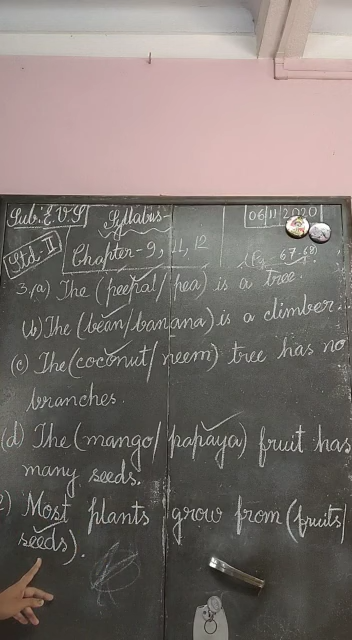 Sub: E.V.S Syllabus- 06/11/2020
Std. II Chapter-9, 11, 12
(Pg - 67-68)
3.(a) The (peepal/pea) is a tree.
(b) The (bean/banana) is a climber.
(c) The (coconut/neem) tree has no
branches.
(d) The (mango/papaya) fruit has
many seeds.
2) Most plants grow from (fruits/
seeds).